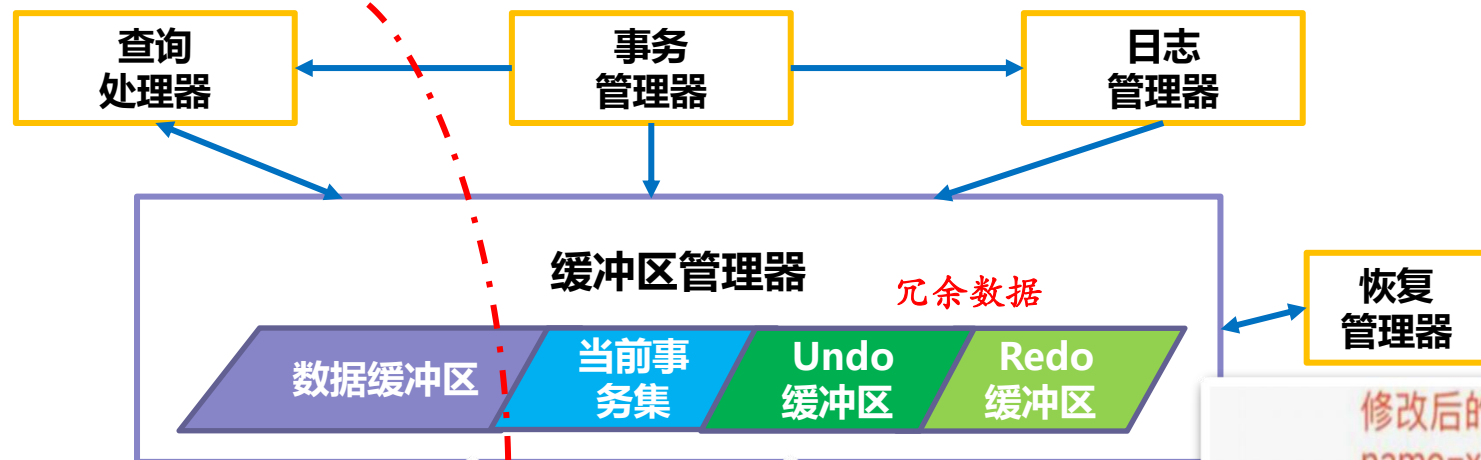 查询
处理器
事务
管理器
日志
管理器
缓冲区管理器
冗余数据
恢复
管理器
数据缓冲区
当前事
务集
Undo
缓冲区
Redo
缓冲区
修改后的